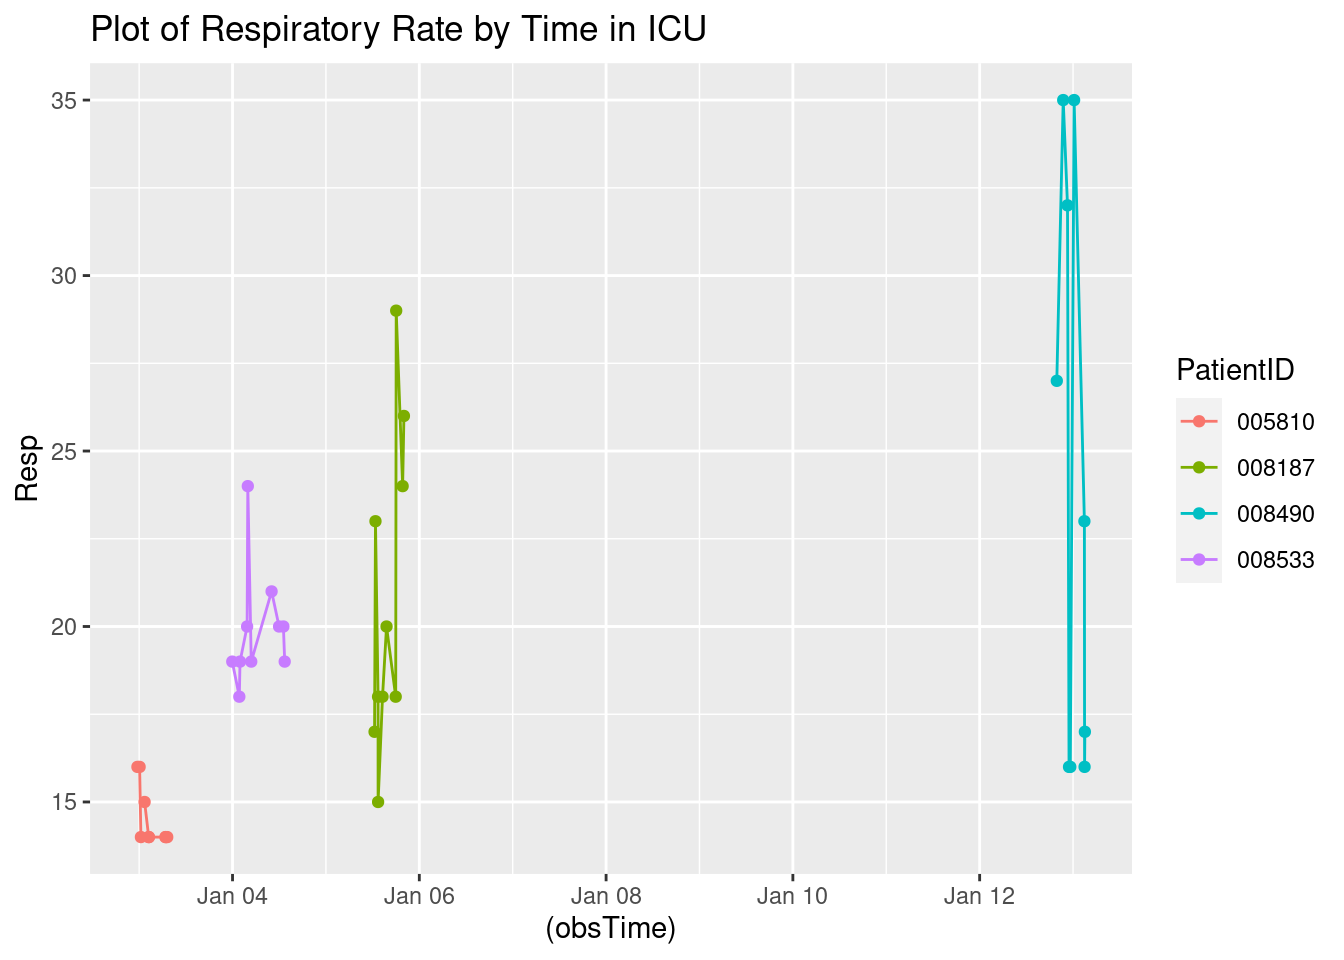 Plot of Respiratory Rate by Time in ICU
35
30
25
20
15
Resp
Jan 04 Jan 06 Jan 08 Jan 10 Jan 12
(obsTime)
PatientID
005810
008187
008490
008533